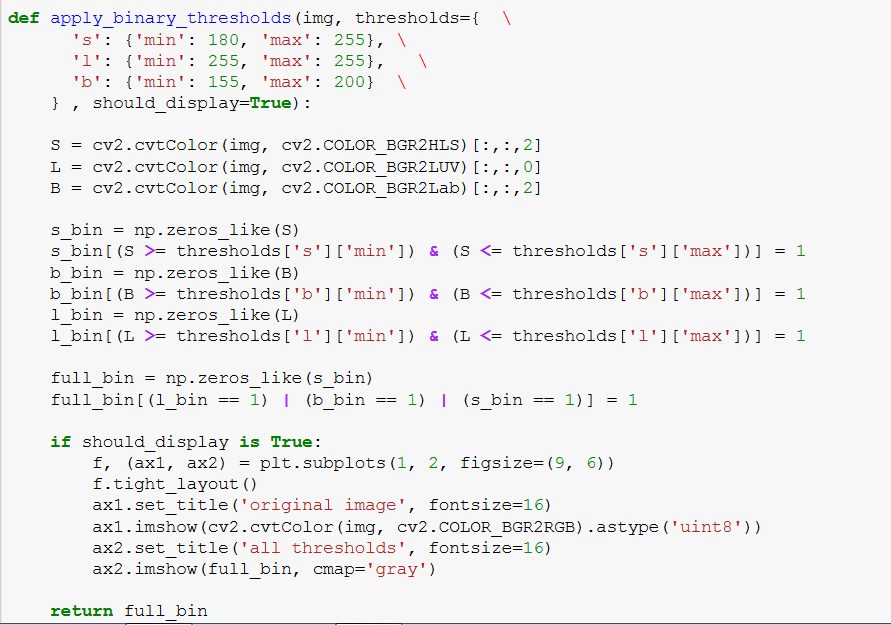 def apply_binary_thresholds(img, thresholds={  \
      's': {'min': 180, 'max': 255}, \
      'l': {'min': 255, 'max': 255},   \
      'b': {'min': 155, 'max': 200}  \
    } , should_display=True):

    S = cv2.cvtColor(img, cv2.COLOR_BGR2HLS)[:,:,2]
    L = cv2.cvtColor(img, cv2.COLOR_BGR2LUV)[:,:,0]
    B = cv2.cvtColor(img, cv2.COLOR_BGR2Lab)[:,:,2]

    s_bin = np.zeros_like(S)
    s_bin[(S >= thresholds['s']['min']) & (S <= thresholds['s']['max'])] = 1
    b_bin = np.zeros_like(B)
    b_bin[(B >= thresholds['b']['min']) & (B <= thresholds['b']['max'])] = 1
    l_bin = np.zeros_like(L)
    l_bin[(L >= thresholds['l']['min']) & (L <= thresholds['l']['max'])] = 1

    full_bin = np.zeros_like(s_bin)
    full_bin[(l_bin == 1) | (b_bin == 1) | (s_bin == 1)] = 1

    if should_display is True:
        f, (ax1, ax2) = plt.subplots(1, 2, figsize=(9, 6))
        f.tight_layout()
        ax1.set_title('original image', fontsize=16)
        ax1.imshow(cv2.cvtColor(img, cv2.COLOR_BGR2RGB).astype('uint8'))
        ax2.set_title('all thresholds', fontsize=16)
        ax2.imshow(full_bin, cmap='gray')

    return full_bin